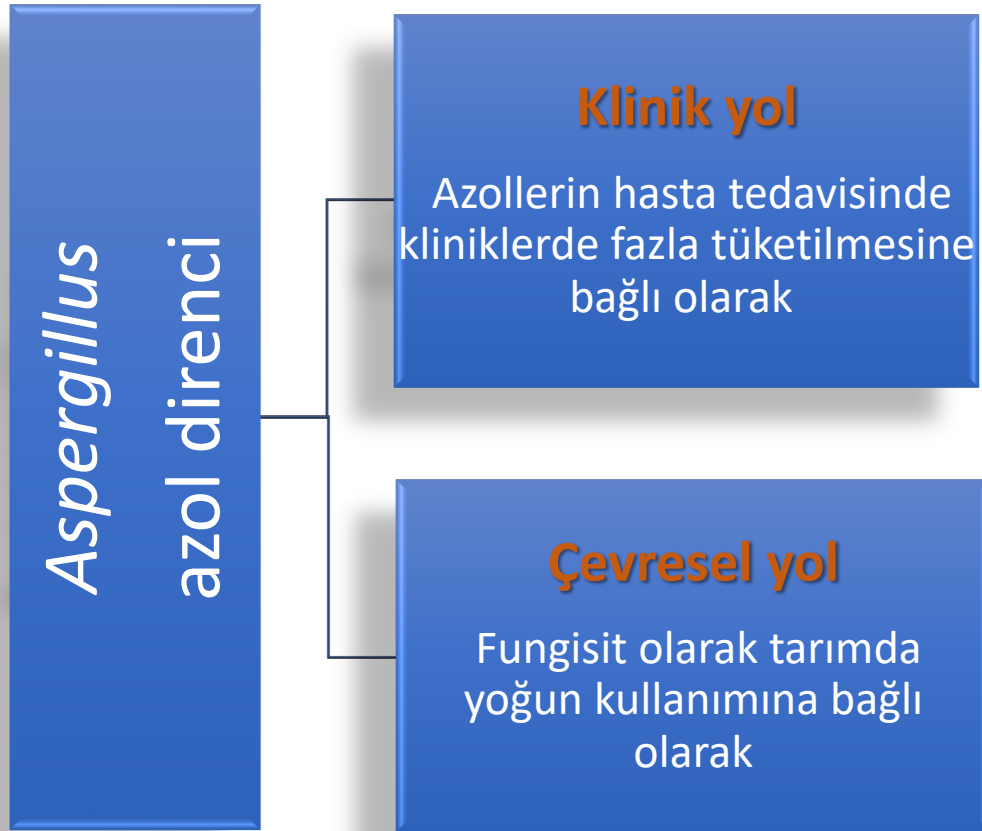 Aspergillus
azol direnci
Klinik yol
Azollerin hasta tedavisinde
kliniklerde fazla tüketilmesine
bağlı olarak
Çevresel yol
Fungisit olarak tarımda
yoğun kullanımına bağlı
olarak